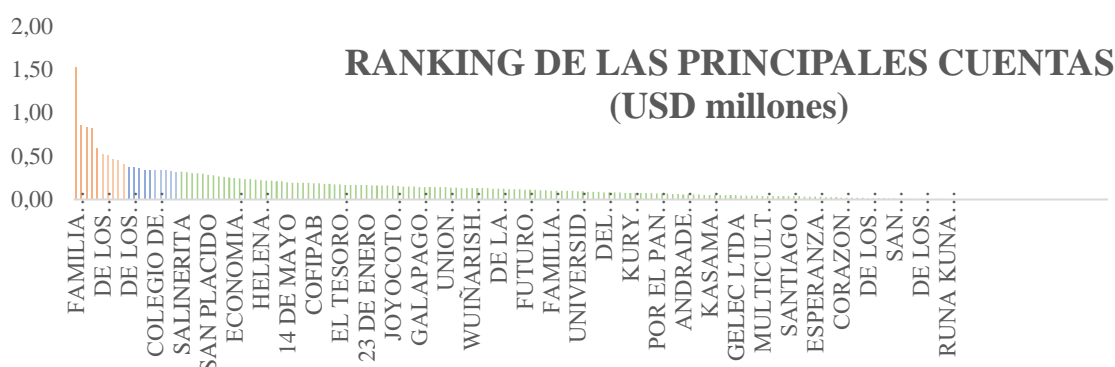 RANKING DE LAS PRINCIPALES CUENTAS
(USD millones)
2,00
1,50
1,00
0,50
0,00
FAMILIA…
DE LOS…
DE LOS…
COLEGIO DE…
SALINERITA
SAN PLACIDO
ECONOMIA…
HELENA…
14 DE MAYO
COFIPAB
EL TESORO…
23 DE ENERO
JOYOCOTO…
GALAPAGO…
UNION…
WUÑARISH…
DE LA…
FUTURO…
FAMILIA…
UNIVERSID…
DEL…
KURY…
POR EL PAN…
ANDRADE…
KASAMA…
GELEC LTDA
MULTICULT…
SANTIAGO…
ESPERANZA…
CORAZON…
DE LOS…
SAN…
DE LOS…
RUNA KUNA…